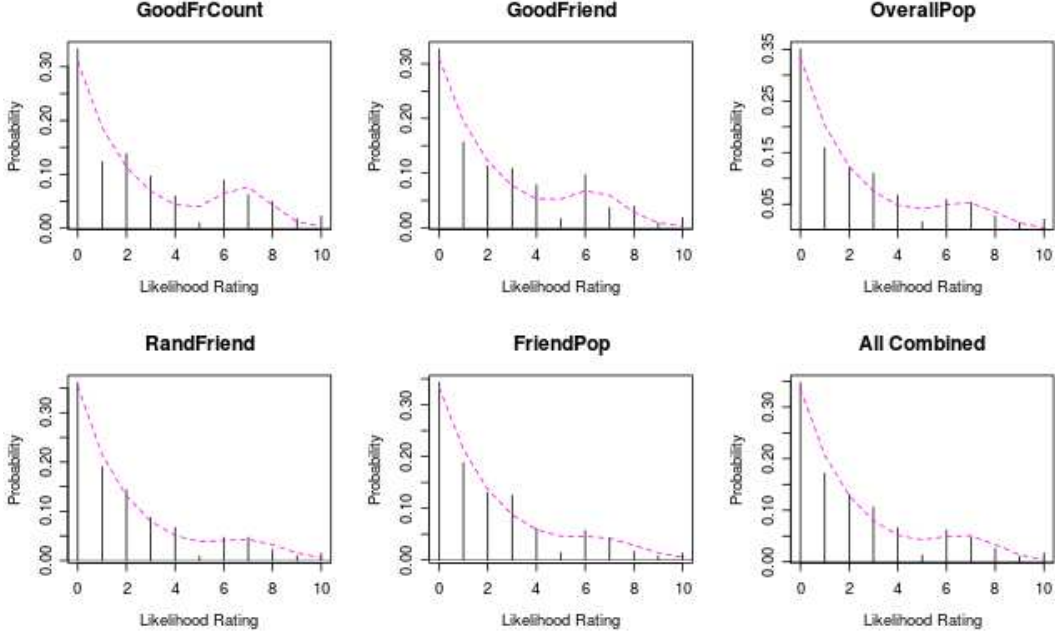 GoodFrCount
GoodFriend
OverallPop
Probability
0.00 0.10 0.20 0.30
0 2 4 6 8 10
Likelihood Rating
Probability
0.00 0.10 0.20 0.30
0 2 4 6 8 10
Likelihood Rating
Probability
0.05 0.15 0.25 0.35
0 2 4 6 8 10
Likelihood Rating
RandFriend
FriendPop
All Combined
Probability
0.00 0.10 0.20 0.30
0 2 4 6 8 10
Likelihood Rating
Probability
0.00 0.10 0.20 0.30
0 2 4 6 8 10
Likelihood Rating
Probability
0.00 0.10 0.20 0.30
0 2 4 6 8 10
Likelihood Rating